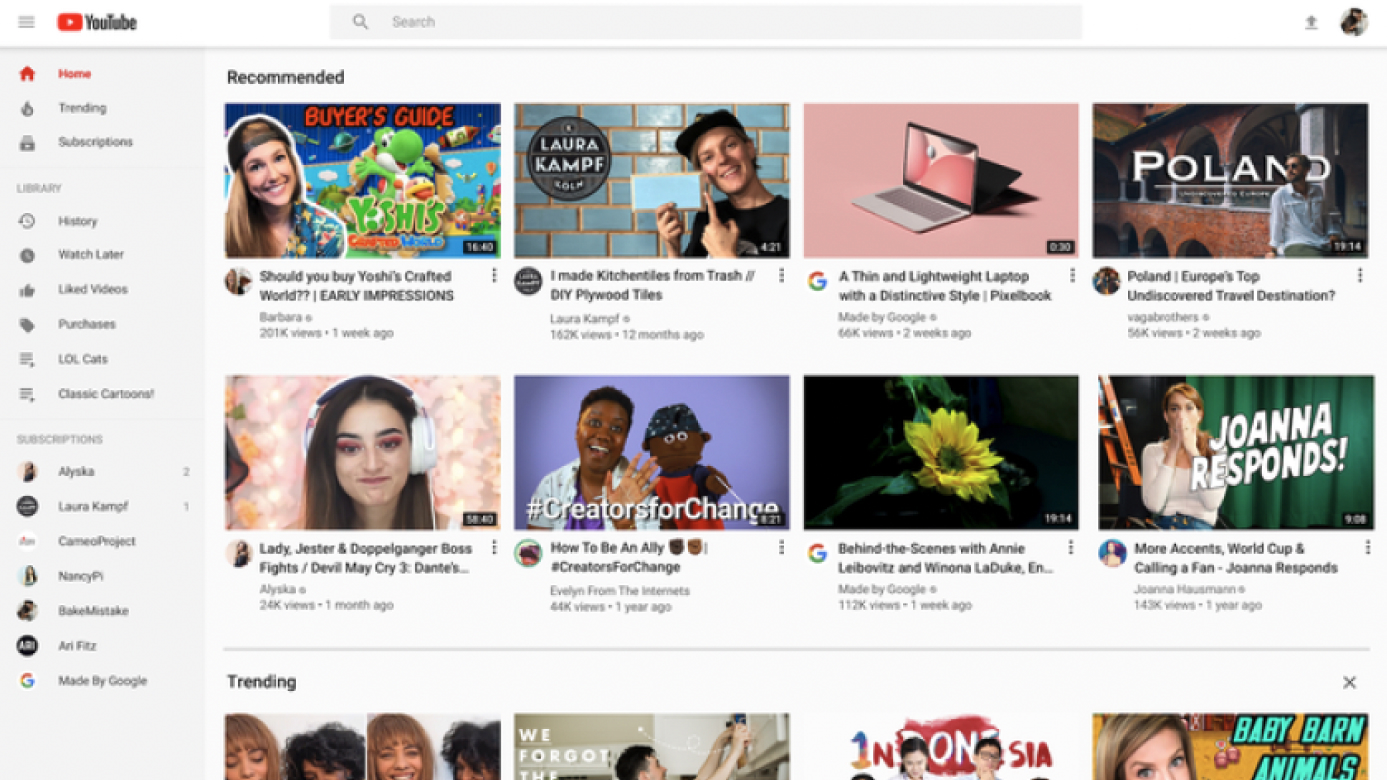 YouTube
Search
Home
Trending
Subscriptions
LIBRARY
History
Watch Later
Liked Videos
Purchases
LOL Cats
Classic Cartoons!
SUBSCRIPTIONS
Alyska 2
Laura Kampf 1
CameoProject
NancyPi
BakeMistake
ARI
Ari Fitz
Made By Google
Recommended
BUYER'S GUIDE
YOSHI'S
CRAFTED WORLD
16:40
Should you buy Yoshi's Crafted
World?? | EARLY IMPRESSIONS
Barbara
201K views • 1 week ago
LAURA
KAMPF
KÖLN
4:21
I made Kitchentiles from Trash //
DIY Plywood Tiles
Laura Kampf
162K views • 12 months ago
0:30
A Thin and Lightweight Laptop
with a Distinctive Style | Pixelbook
Made by Google
66K views • 2 weeks ago
POLAND
UNDISCOVERED EUROPE
19:14
Poland | Europe's Top
Undiscovered Travel Destination?
vagabrothers
56K views • 2 weeks ago
58:40
Lady, Jester & Doppelganger Boss
Fights / Devil May Cry 3: Dante's...
Alyska
24K views • 1 month ago
#CreatorsforChange
8:21
How To Be An Ally ✊🏿✊🏾|
#CreatorsForChange
Evelyn From The Internets
44K views • 1 year ago
19:14
Behind-the-Scenes with Annie
Leibovitz and Winona LaDuke, En...
Made by Google
112K views • 1 week ago
JOANNA
RESPONDS!
9:08
More Accents, World Cup &
Calling a Fan - Joanna Responds
Joanna Hausmann
143K views • 1 year ago
Trending
WE
FORGOT
THE
1NDONESIA
BABY BARN
ANIMALS